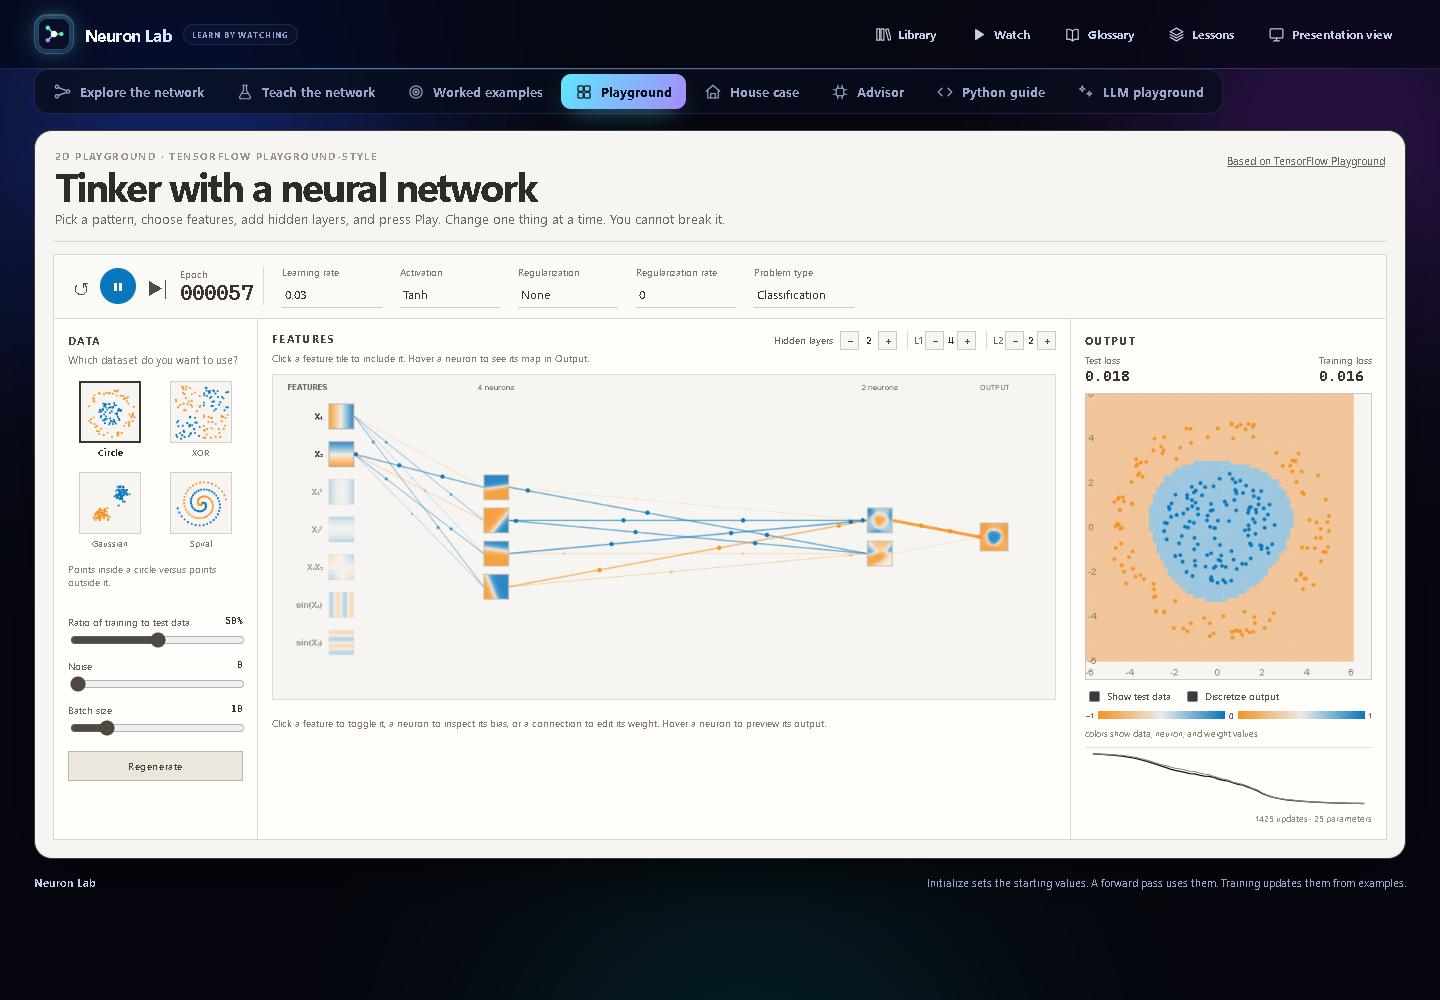 Neuron Lab
LEARN BY WATCHING
Library
Watch
Glossary
Lessons
Presentation view
Explore the network
Teach the network
Worked examples
Playground
House case
Advisor
Python guide
LLM playground
2D PLAYGROUND · TENSORFLOW PLAYGROUND-STYLE
Based on TensorFlow Playground
Tinker with a neural network
Pick a pattern, choose features, add hidden layers, and press Play. Change one thing at a time. You cannot break it.
Epoch
000057
Learning rate
0.03
Activation
Tanh
Regularization
None
Regularization rate
0
Problem type
Classification
DATA
Which dataset do you want to use?
Circle
XOR
Gaussian
Spiral
Points inside a circle versus points
outside it.
Ratio of training to test data 50%
Noise 0
Batch size 10
Regenerate
FEATURES
Hidden layers − 2 + L1 − 4 + L2 − 2 +
Click a feature tile to include it. Hover a neuron to see its map in Output.
FEATURES
4 neurons
2 neurons
OUTPUT
X₁
X₂
X₁²
X₂²
X₁X₂
sin(X₁)
sin(X₂)
Click a feature to toggle it, a neuron to inspect its bias, or a connection to edit its weight. Hover a neuron to preview its output.
OUTPUT
Test loss
0.018
Training loss
0.016
6
4
2
0
-2
-4
-6
-6 -4 -2 0 2 4 6
Show test data
Discretize output
−1 0 1
colors show data, neuron, and weight values
1425 updates · 25 parameters
Neuron Lab
Initialize sets the starting values. A forward pass uses them. Training updates them from examples.